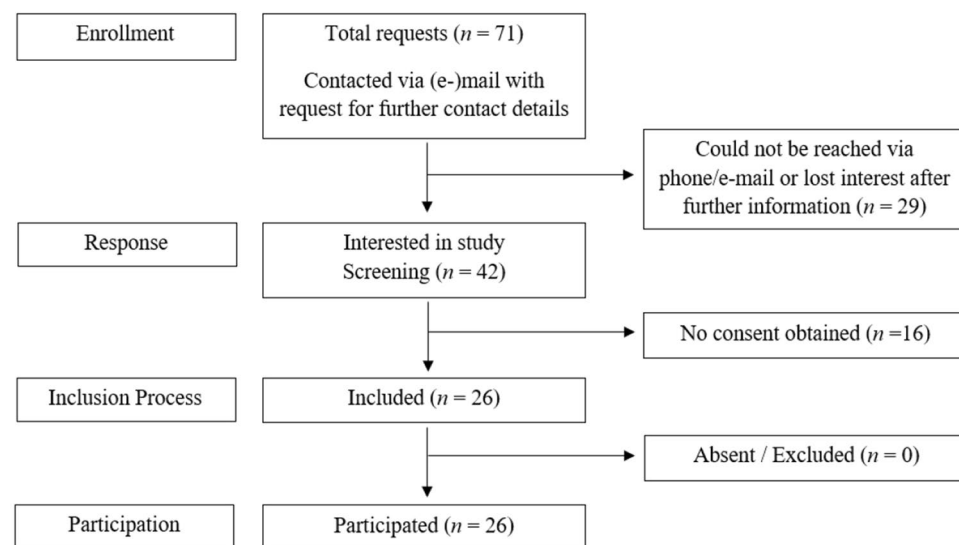 Enrollment
Total requests (n = 71)
Contacted via (e-)mail with
request for further contact details
Could not be reached via
phone/e-mail or lost interest after
further information (n = 29)
Response
Interested in study
Screening (n = 42)
No consent obtained (n =16)
Inclusion Process
Included (n = 26)
Absent / Excluded (n = 0)
Participation
Participated (n = 26)